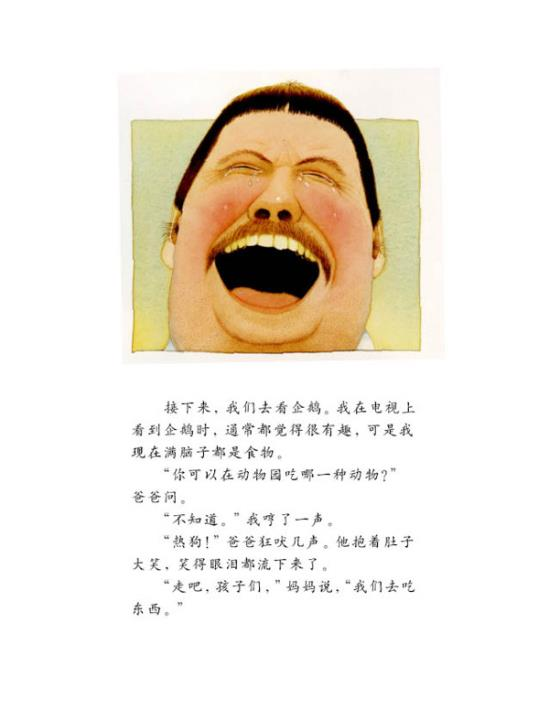 接下来，我们去看企鹅。我在电视上
看到企鹅时，通常都觉得很有趣，可是我
现在满脑子都是食物。
“你可以在动物园吃哪一种动物？”
爸爸问。
“不知道。”我哼了一声。
“热狗！”爸爸狂吠几声。他抱着肚子
大笑，笑得眼泪都流下来了。
“走吧，孩子们，”妈妈说，“我们去吃
东西。”